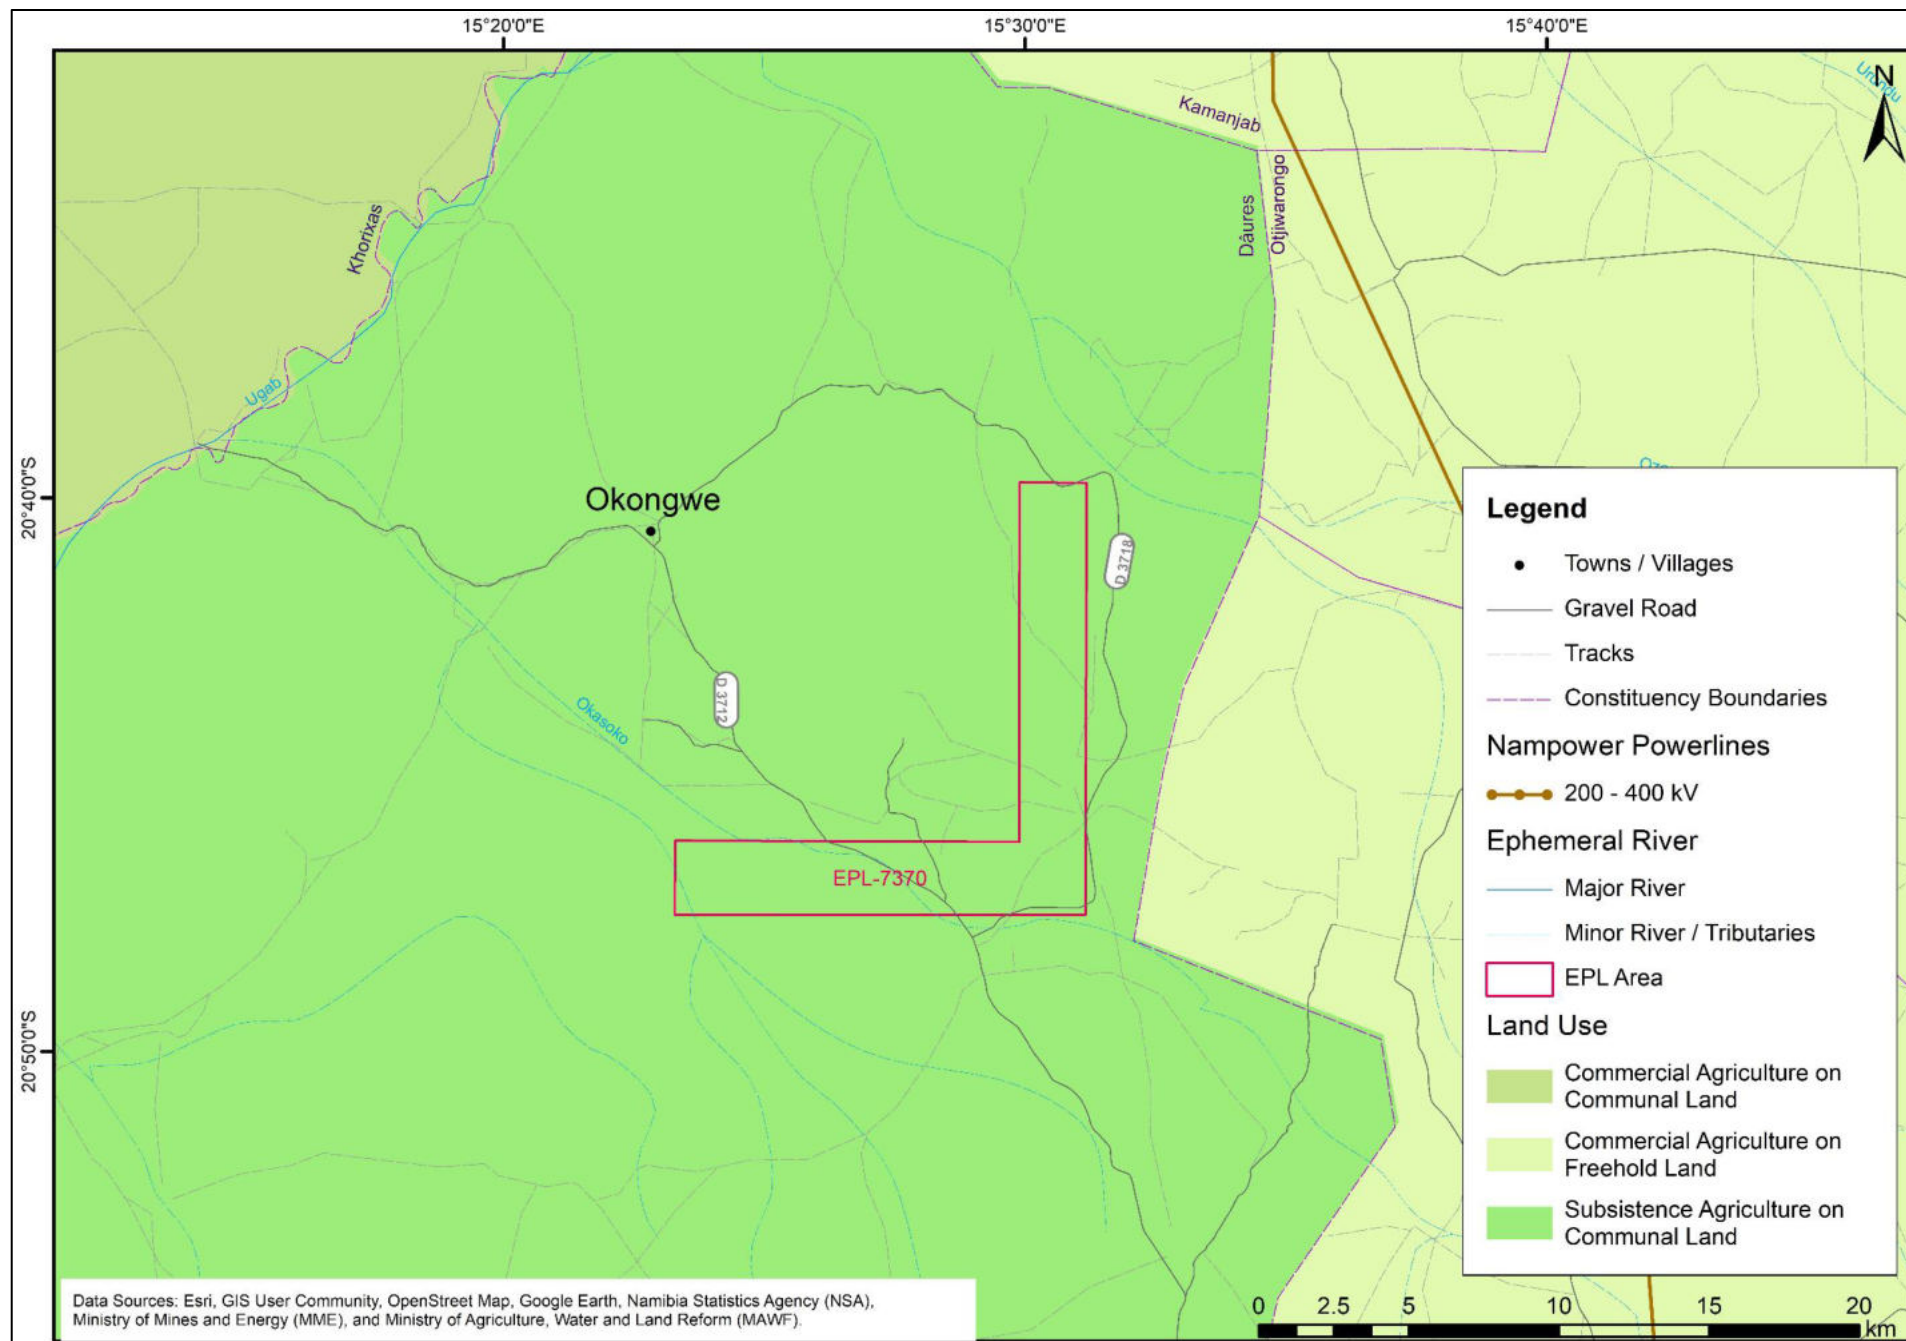 15°20'0"E
15°30'0"E
15°40'0"E
N
Urundu
Kamanjab
Otjiwarongo
Dâures
Khorixas
Ugab
20°40'0"S
Okongwe
D 3718
D 3712
Okasoko
EPL-7370
20°50'0"S
Legend
Towns / Villages
Gravel Road
Tracks
Constituency Boundaries
Nampower Powerlines
200 - 400 kV
Ephemeral River
Major River
Minor River / Tributaries
EPL Area
Land Use
Commercial Agriculture on
Communal Land
Commercial Agriculture on
Freehold Land
Subsistence Agriculture on
Communal Land
Data Sources: Esri, GIS User Community, OpenStreet Map, Google Earth, Namibia Statistics Agency (NSA),
Ministry of Mines and Energy (MME), and Ministry of Agriculture, Water and Land Reform (MAWF).
0 2.5 5 10 15 20
km